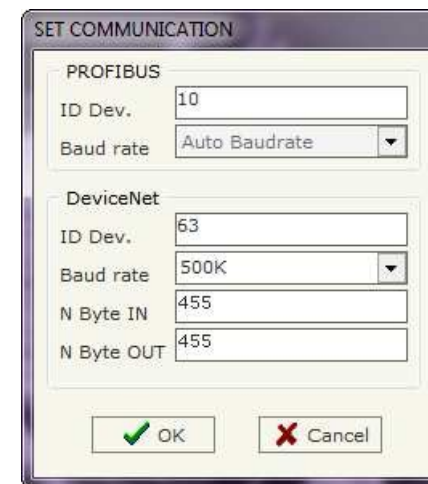 SET COMMUNICATION
PROFIBUS
ID Dev. 10
Baud rate Auto Baudrate
DeviceNet
ID Dev. 63
Baud rate 500K
N Byte IN 455
N Byte OUT 455
OK Cancel